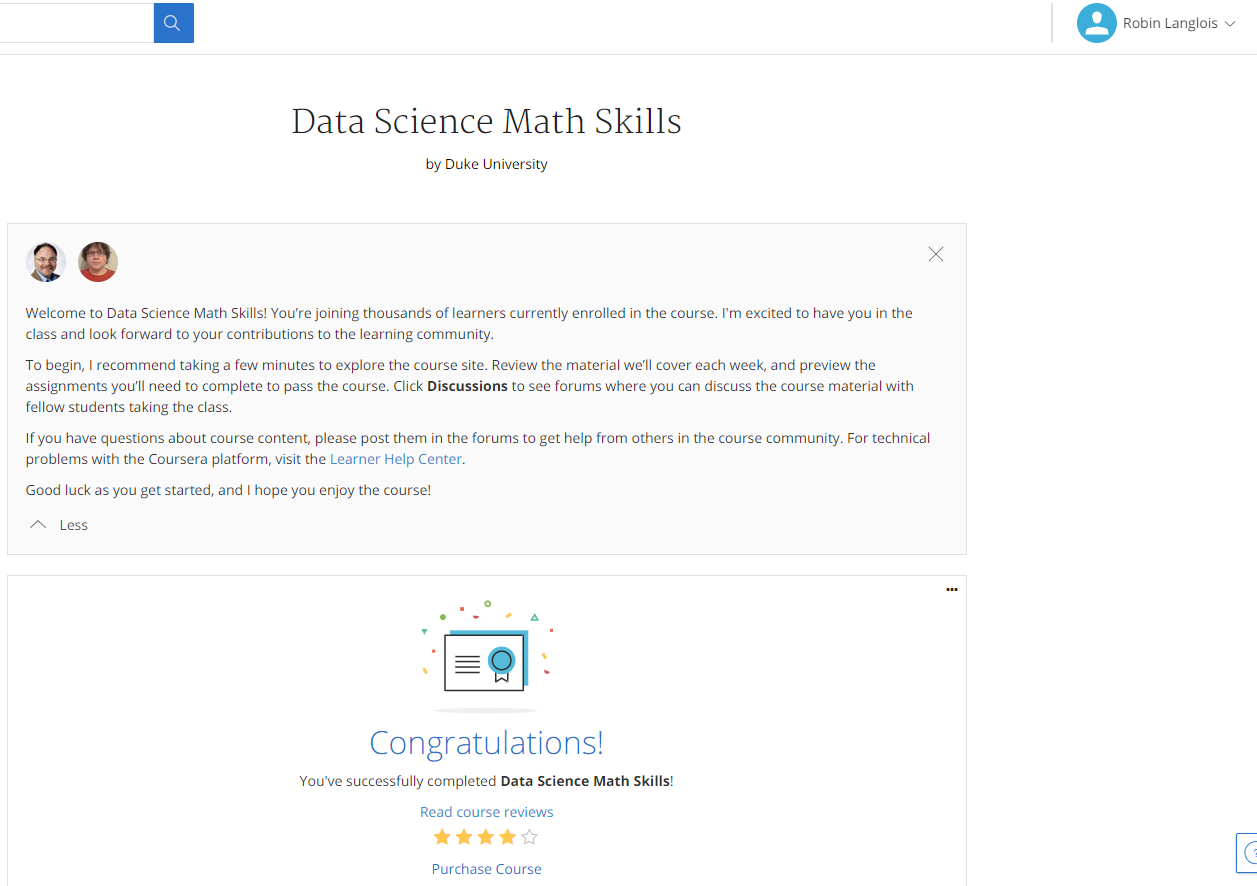 Robin Langlois
Data Science Math Skills
by Duke University
Welcome to Data Science Math Skills! You’re joining thousands of learners currently enrolled in the course. I'm excited to have you in the
class and look forward to your contributions to the learning community.
To begin, I recommend taking a few minutes to explore the course site. Review the material we’ll cover each week, and preview the
assignments you’ll need to complete to pass the course. Click Discussions to see forums where you can discuss the course material with
fellow students taking the class.
If you have questions about course content, please post them in the forums to get help from others in the course community. For technical
problems with the Coursera platform, visit the Learner Help Center.
Good luck as you get started, and I hope you enjoy the course!
Less
Congratulations!
You've successfully completed Data Science Math Skills!
Read course reviews
Purchase Course